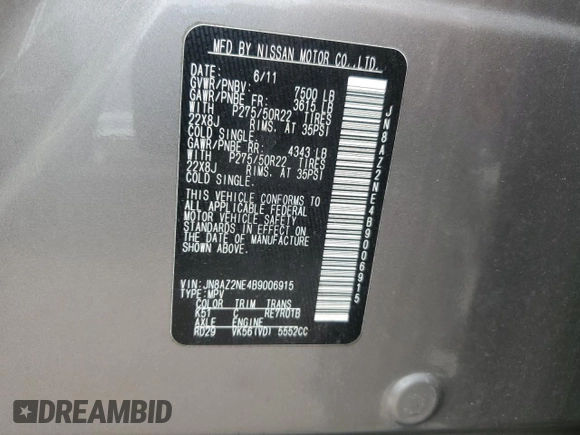 MFD BY NISSAN MOTOR CO.,LTD.
DATE: 6/11
GVWR/PNBV: 7500 LB
GAWR/PNBE FR: 3615 LB
WITH P275/50R22 TIRES
22X8J RIMS. AT 35PSI
COLD SINGLE.
GAWR/PNBE RR: 4343 LB
WITH P275/50R22 TIRES
22X8J RIMS. AT 35PSI
COLD SINGLE.
THIS VEHICLE CONFORMS TO
ALL APPLICABLE FEDERAL
MOTOR VEHICLE SAFETY
STANDARDS IN EFFECT ON
THE DATE OF MANUFACTURE
SHOWN ABOVE.
VIN: JN8AZ2NE4B9006915
TYPE: MPV
COLOR TRIM TRANS
K51 C RE7R01B
AXLE ENGINE
RD29 VK56(VD) 5552CC
JN8AZ2NE4B9006915
DREAMBID